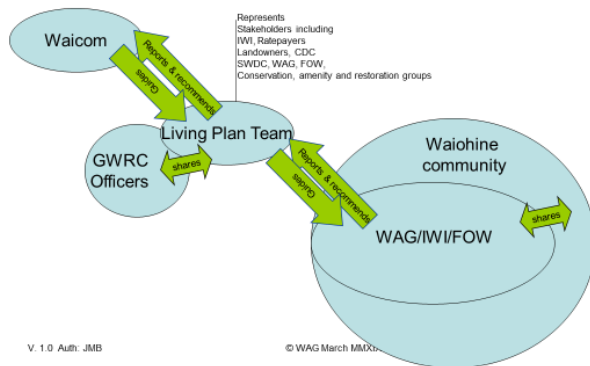 Represents
Stakeholders including
IWI, Ratepayers
Landowners, CDC
SWDC, WAG, FOW,
Conservation, amenity and restoration groups
Waicom
Reports & recommends
Guides
Living Plan Team
GWRC
Officers
shares
Reports & recommends
Guides
Waiohine
community
shares
WAG/IWI/FOW
V. 1.0 Auth: JMB
© WAG March